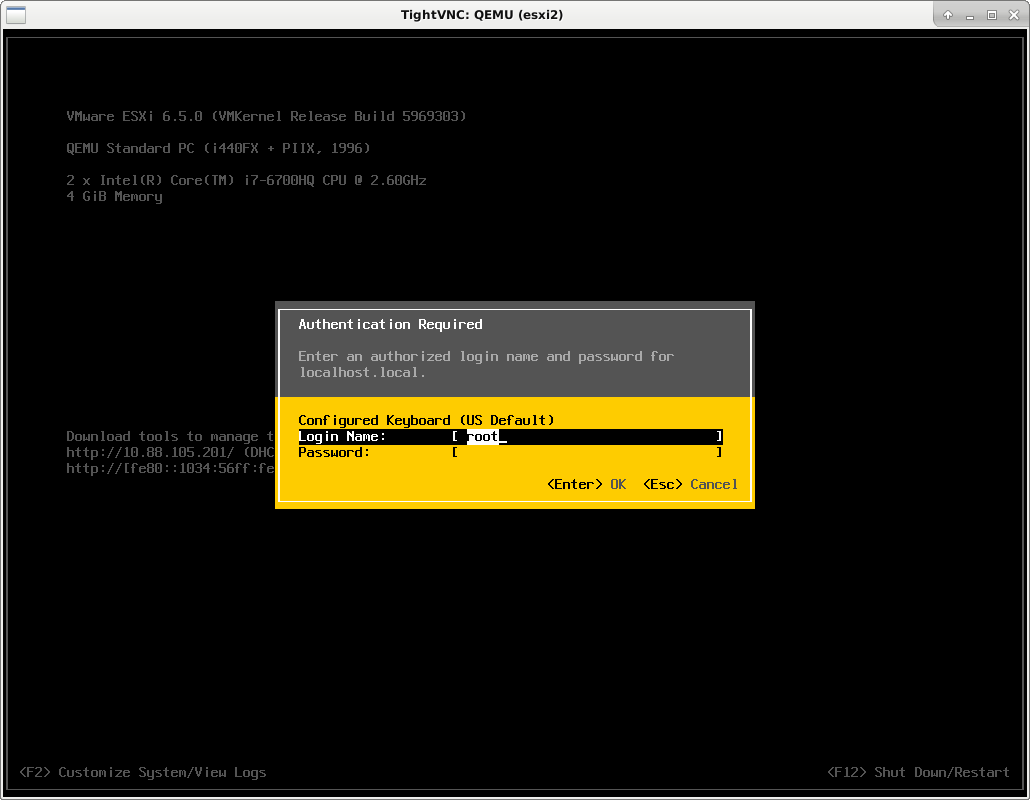 TightVNC: QEMU (esxi2)
VMware ESXi 6.5.0 (VMKernel Release Build 5969303)
QEMU Standard PC (i440FX + PIIX, 1996)
2 x Intel(R) Core(TM) i7-6700HQ CPU @ 2.60GHz
4 GiB Memory
Authentication Required
Enter an authorized login name and password for
localhost.local.
Configured Keyboard (US Default)
Login Name: [ root_ ]
Password: [ ]
<Enter> OK <Esc> Cancel
Download tools to manage t
http://10.88.105.201/ (DHC
http://[fe80::1034:56ff:fe
<F2> Customize System/View Logs
<F12> Shut Down/Restart